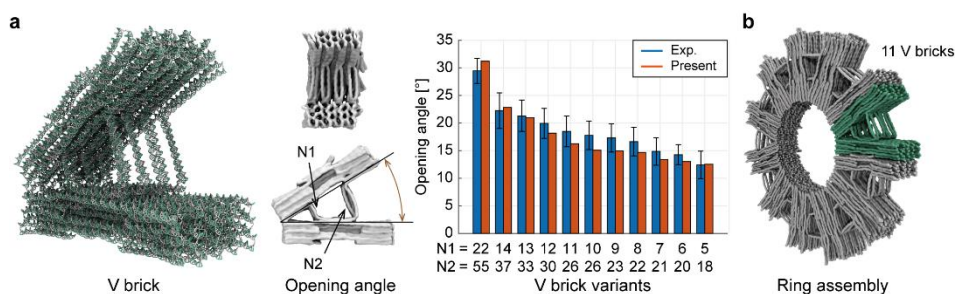 a
b
V brick
N1
N2
Opening angle
Opening angle [°]
35
30
25
20
15
10
5
0
Exp.
Present
N1 = 22 14 13 12 11 10 9 8 7 6 5
N2 = 55 37 33 30 26 26 23 22 21 20 18
V brick variants
11 V bricks
Ring assembly